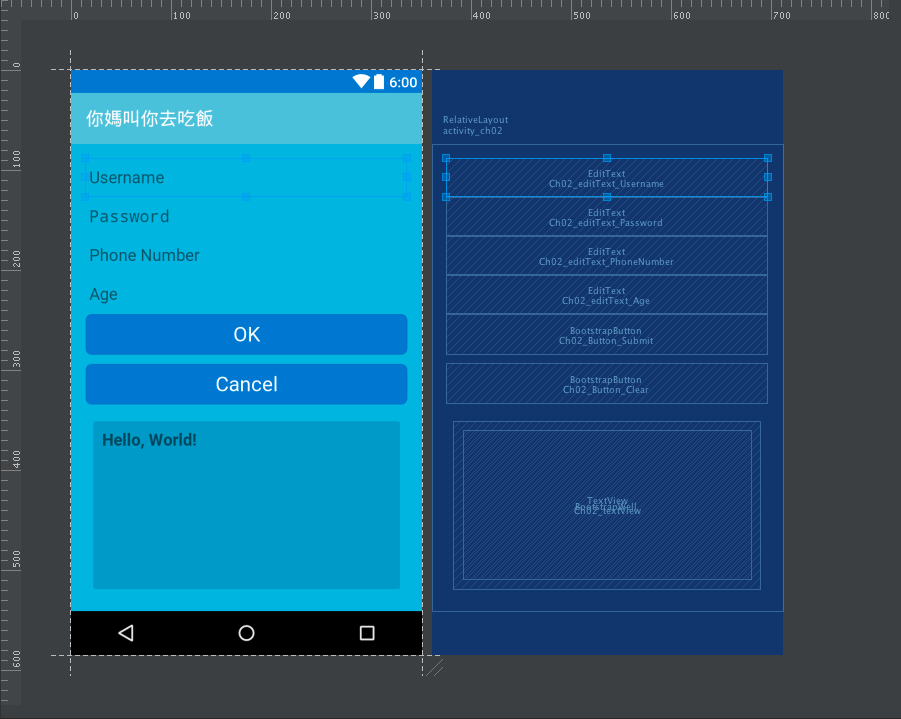 0 100 200 300 400 500 600 700 800
0
100
200
300
400
500
600
6:00
你媽叫你去吃飯
Username
Password
Phone Number
Age
OK
Cancel
Hello, World!
RelativeLayout
activity_ch02
EditText
Ch02_editText_Username
EditText
Ch02_editText_Password
EditText
Ch02_editText_PhoneNumber
EditText
Ch02_editText_Age
BootstrapButton
Ch02_Button_Submit
BootstrapButton
Ch02_Button_Clear
TextView
BootstrapWell
Ch02_textView